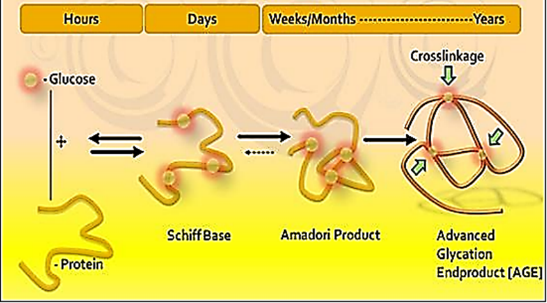 Hours
Days
Weeks/Months ------------------------ Years
- Glucose
+
- Protein
Schiff Base
Amadori Product
Crosslinkage
Advanced
Glycation
Endproduct [AGE]